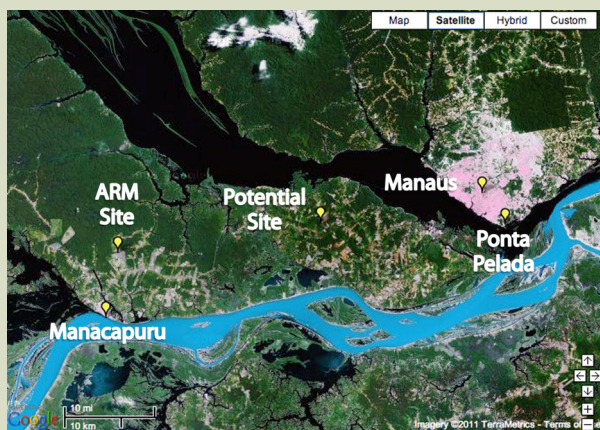 Map Satellite Hybrid Custom
Manaus
ARM
Site
Potential
Site
Ponta
Pelada
Manacapuru
10 mi
10 km
Google
Imagery ©2011 TerraMetrics - Terms of